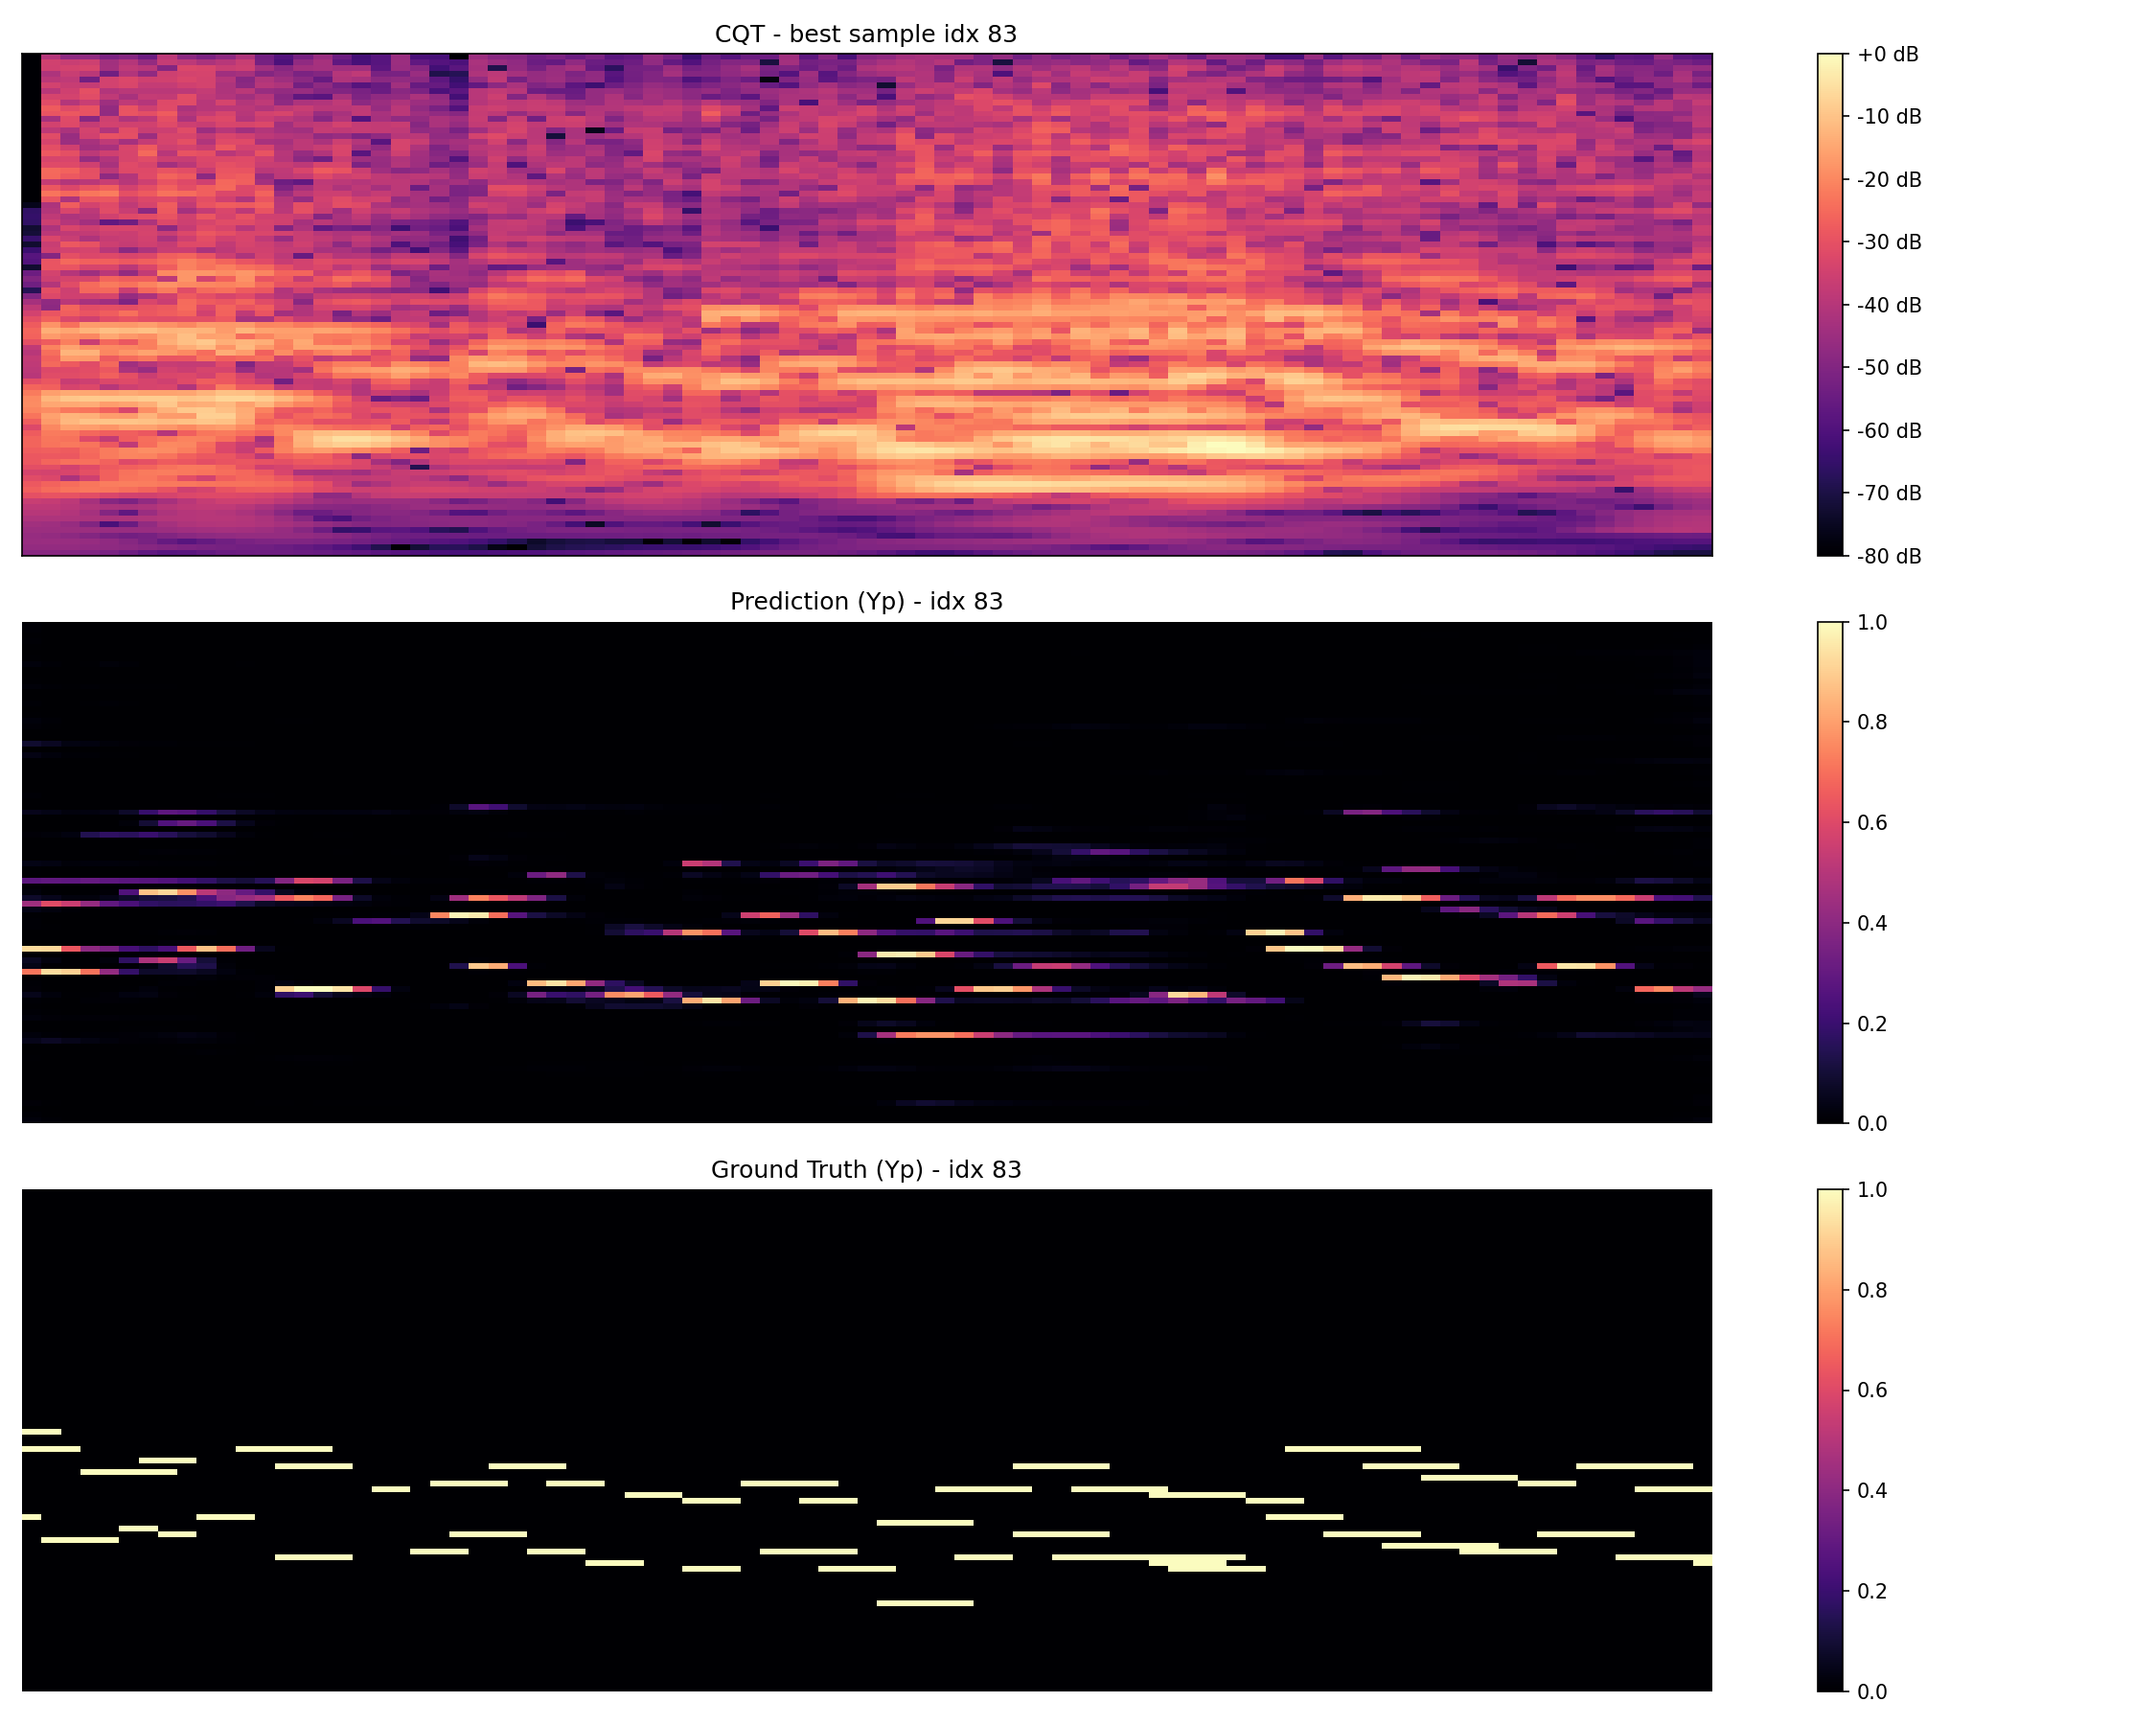 CQT - best sample idx 83
+0 dB
-10 dB
-20 dB
-30 dB
-40 dB
-50 dB
-60 dB
-70 dB
-80 dB
Prediction (Yp) - idx 83
1.0
0.8
0.6
0.4
0.2
0.0
Ground Truth (Yp) - idx 83
1.0
0.8
0.6
0.4
0.2
0.0